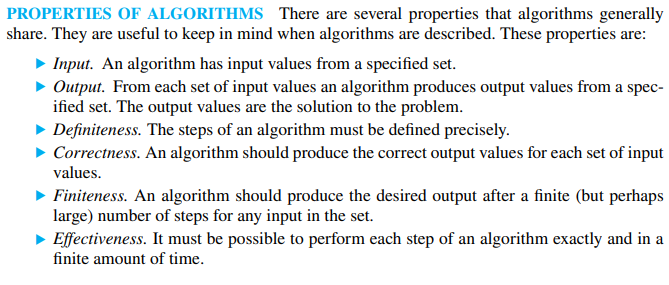 PROPERTIES OF ALGORITHMS There are several properties that algorithms generally
share. They are useful to keep in mind when algorithms are described. These properties are:
▶ Input. An algorithm has input values from a specified set.
▶ Output. From each set of input values an algorithm produces output values from a spec-
ified set. The output values are the solution to the problem.
▶ Definiteness. The steps of an algorithm must be defined precisely.
▶ Correctness. An algorithm should produce the correct output values for each set of input
values.
▶ Finiteness. An algorithm should produce the desired output after a finite (but perhaps
large) number of steps for any input in the set.
▶ Effectiveness. It must be possible to perform each step of an algorithm exactly and in a
finite amount of time.